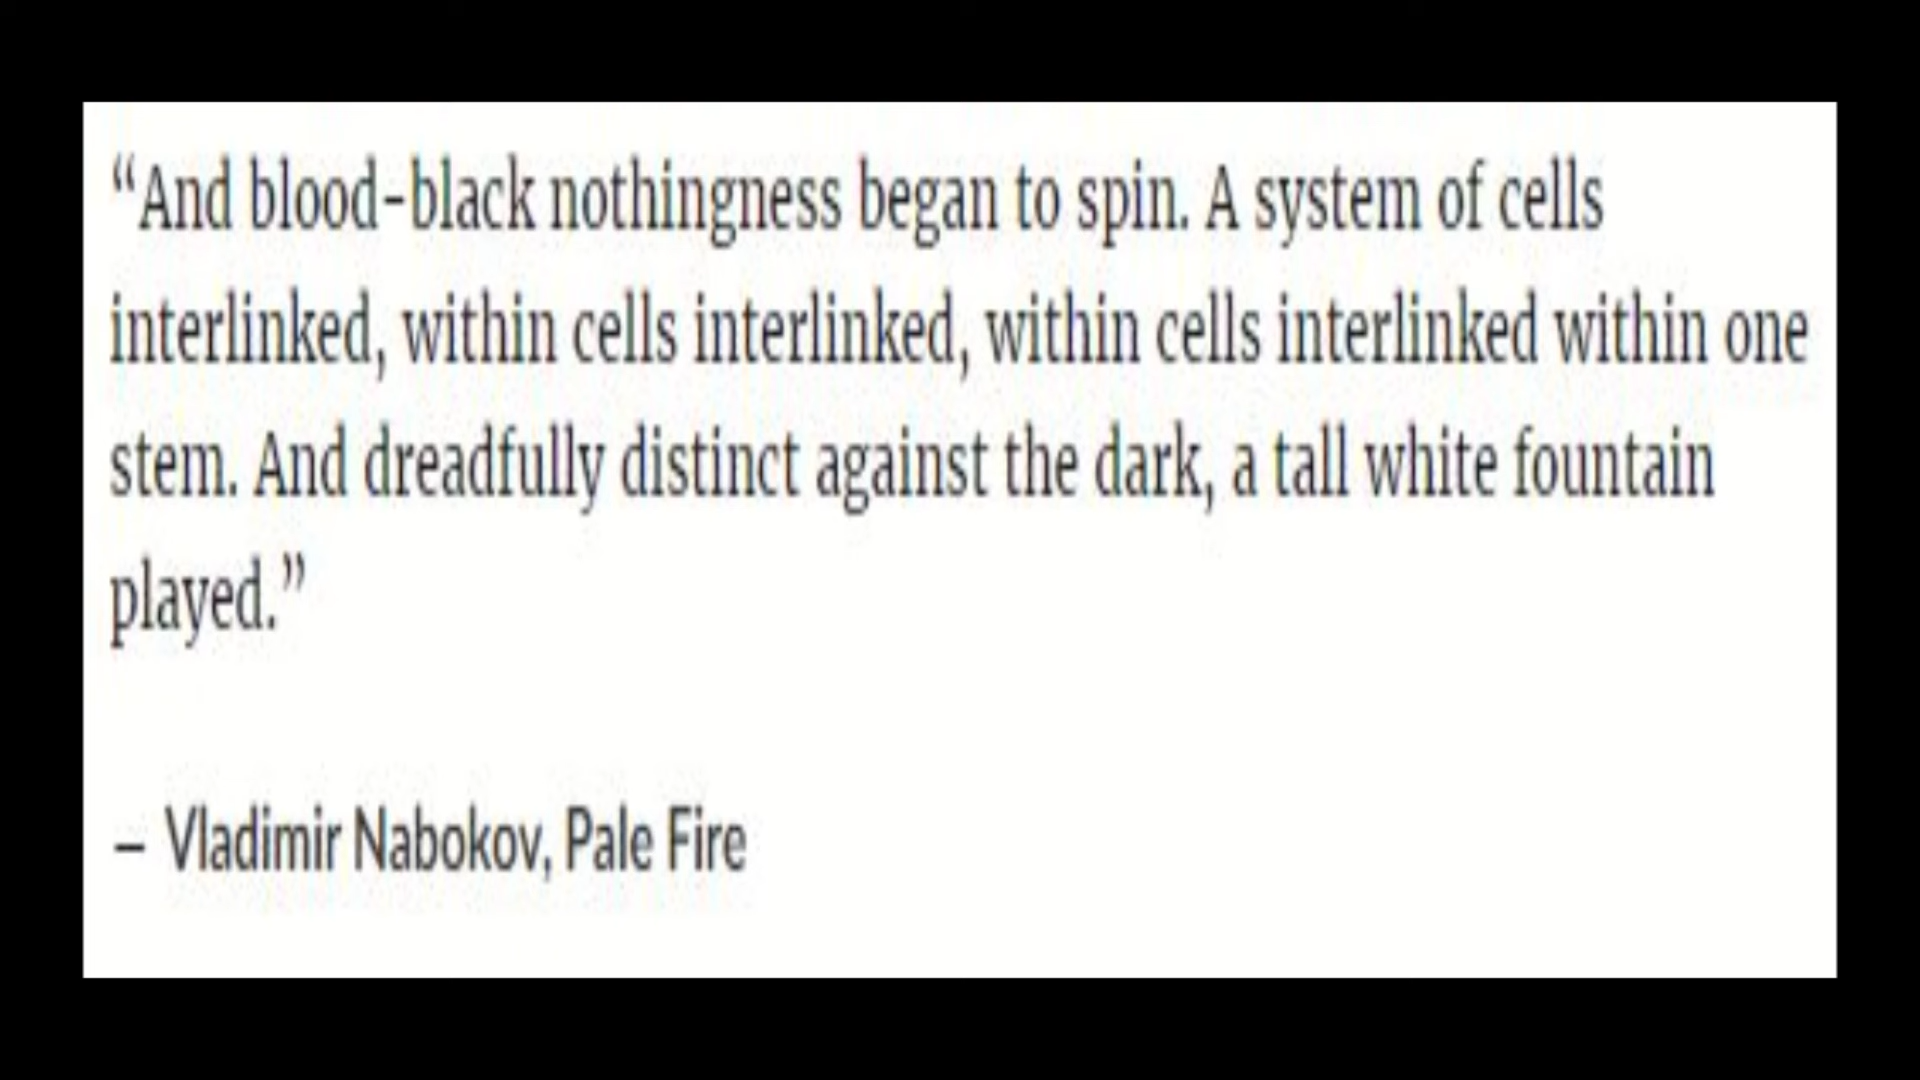 “And blood-black nothingness began to spin. A system of cells
interlinked, within cells interlinked, within cells interlinked within one
stem. And dreadfully distinct against the dark, a tall white fountain
played.”
– Vladimir Nabokov, Pale Fire